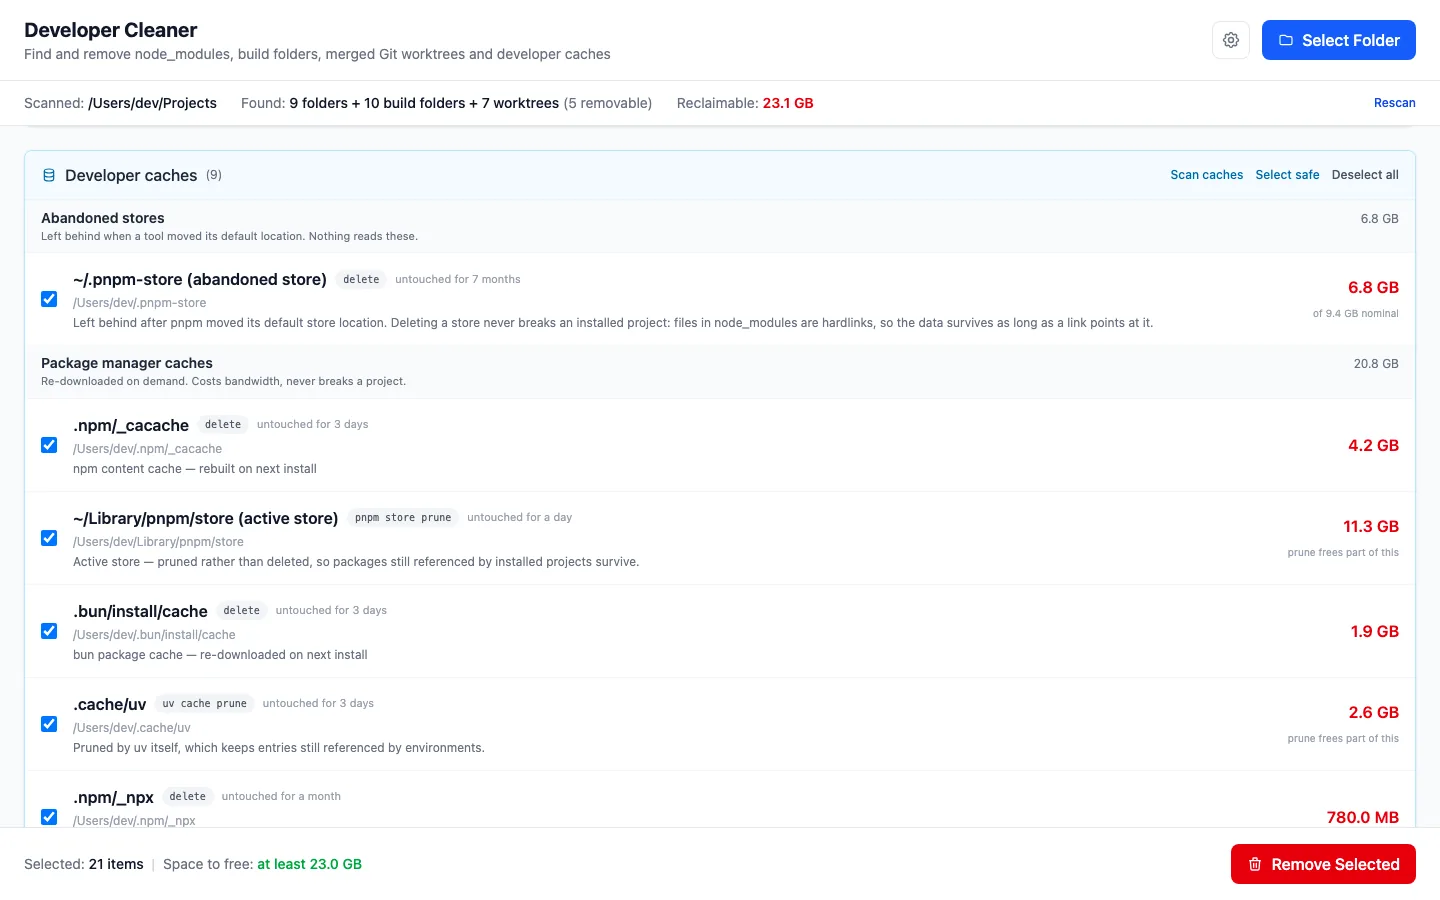 Developer Cleaner
Find and remove node_modules, build folders, merged Git worktrees and developer caches
Select Folder
Scanned: /Users/dev/Projects Found: 9 folders + 10 build folders + 7 worktrees (5 removable) Reclaimable: 23.1 GB Rescan
Developer caches (9) Scan caches Select safe Deselect all
Abandoned stores 6.8 GB
Left behind when a tool moved its default location. Nothing reads these.
~/.pnpm-store (abandoned store) delete untouched for 7 months 6.8 GB
/Users/dev/.pnpm-store of 9.4 GB nominal
Left behind after pnpm moved its default store location. Deleting a store never breaks an installed project: files in node_modules are hardlinks, so the data survives as long as a link points at it.
Package manager caches 20.8 GB
Re-downloaded on demand. Costs bandwidth, never breaks a project.
.npm/_cacache delete untouched for 3 days 4.2 GB
/Users/dev/.npm/_cacache
npm content cache — rebuilt on next install
~/Library/pnpm/store (active store) pnpm store prune untouched for a day 11.3 GB
/Users/dev/Library/pnpm/store prune frees part of this
Active store — pruned rather than deleted, so packages still referenced by installed projects survive.
.bun/install/cache delete untouched for 3 days 1.9 GB
/Users/dev/.bun/install/cache
bun package cache — re-downloaded on next install
.cache/uv uv cache prune untouched for 3 days 2.6 GB
/Users/dev/.cache/uv prune frees part of this
Pruned by uv itself, which keeps entries still referenced by environments.
.npm/_npx delete untouched for a month 780.0 MB
/Users/dev/.npm/_npx
Selected: 21 items | Space to free: at least 23.0 GB Remove Selected